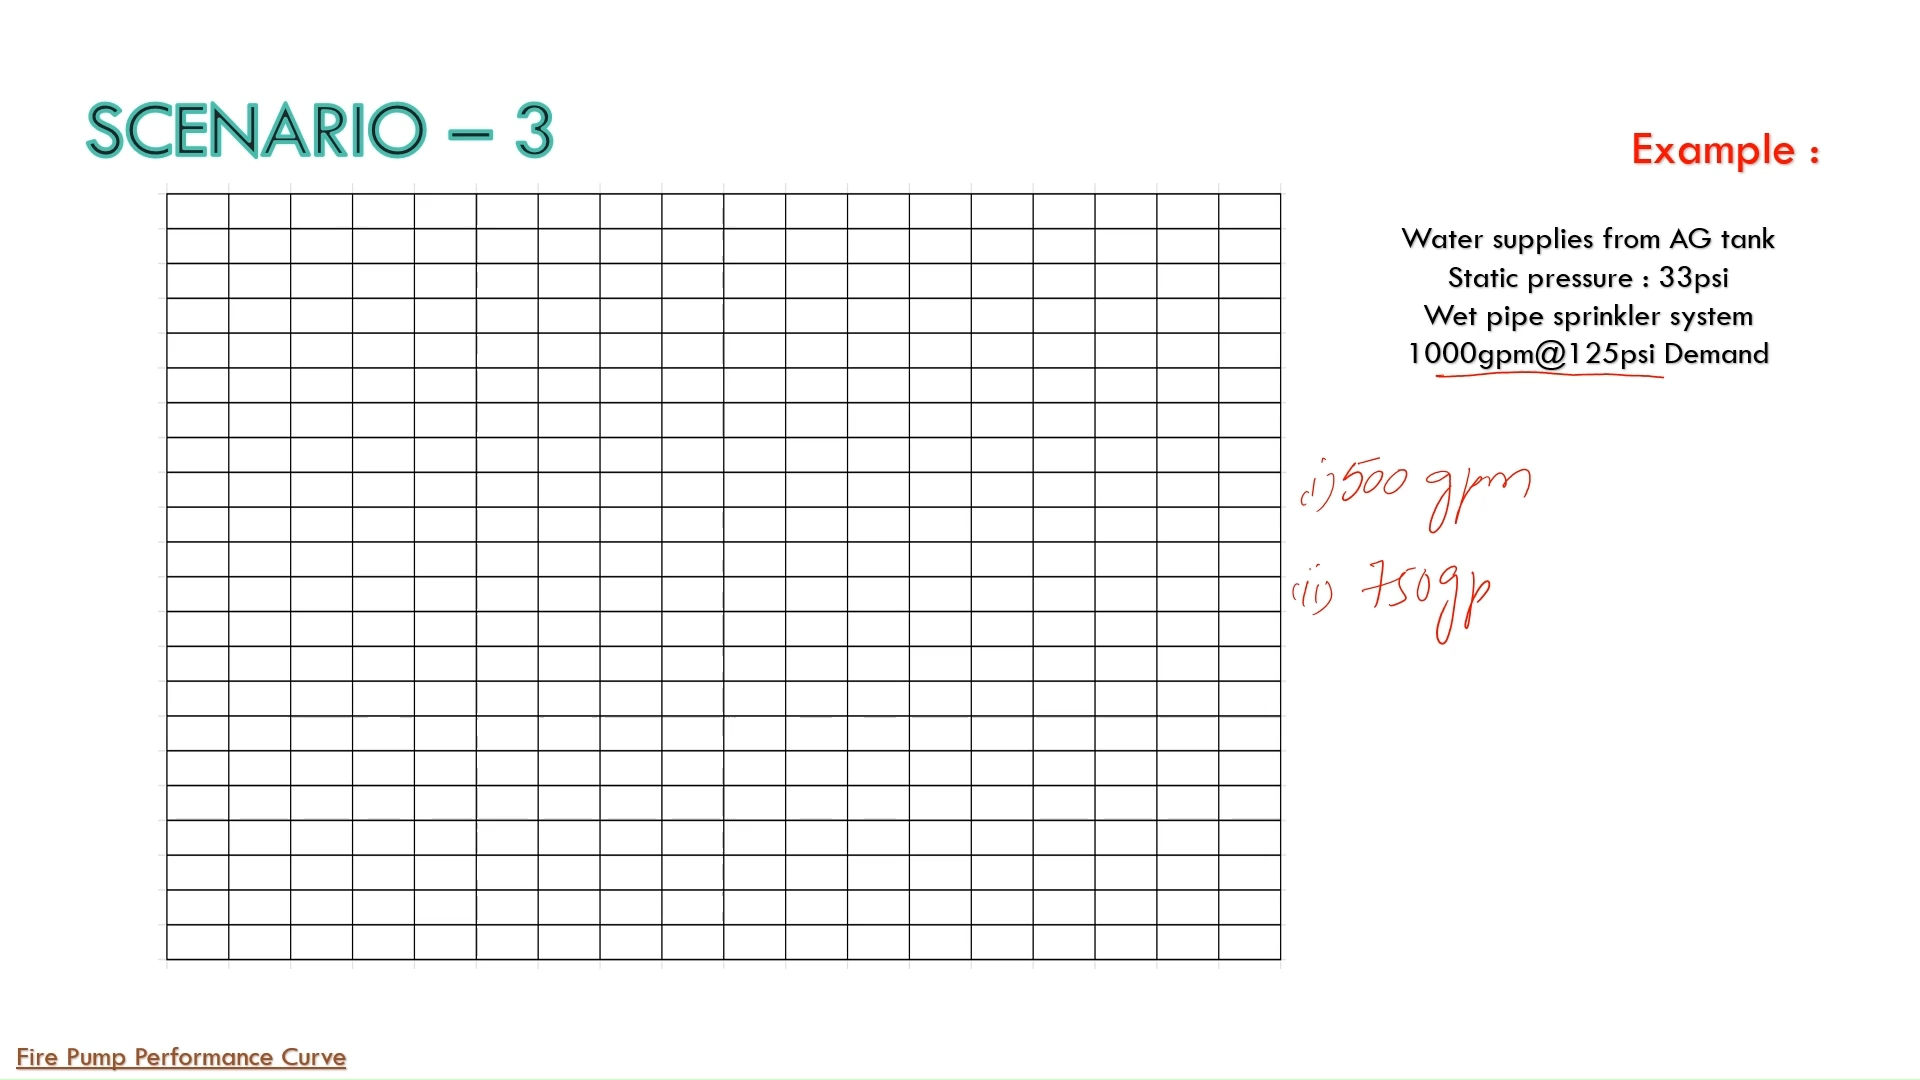 SCENARIO – 3
Example :
Water supplies from AG tank
Static pressure : 33psi
Wet pipe sprinkler system
1000gpm@125psi Demand
(i) 500 gpm
(ii) 750gp
Fire Pump Performance Curve